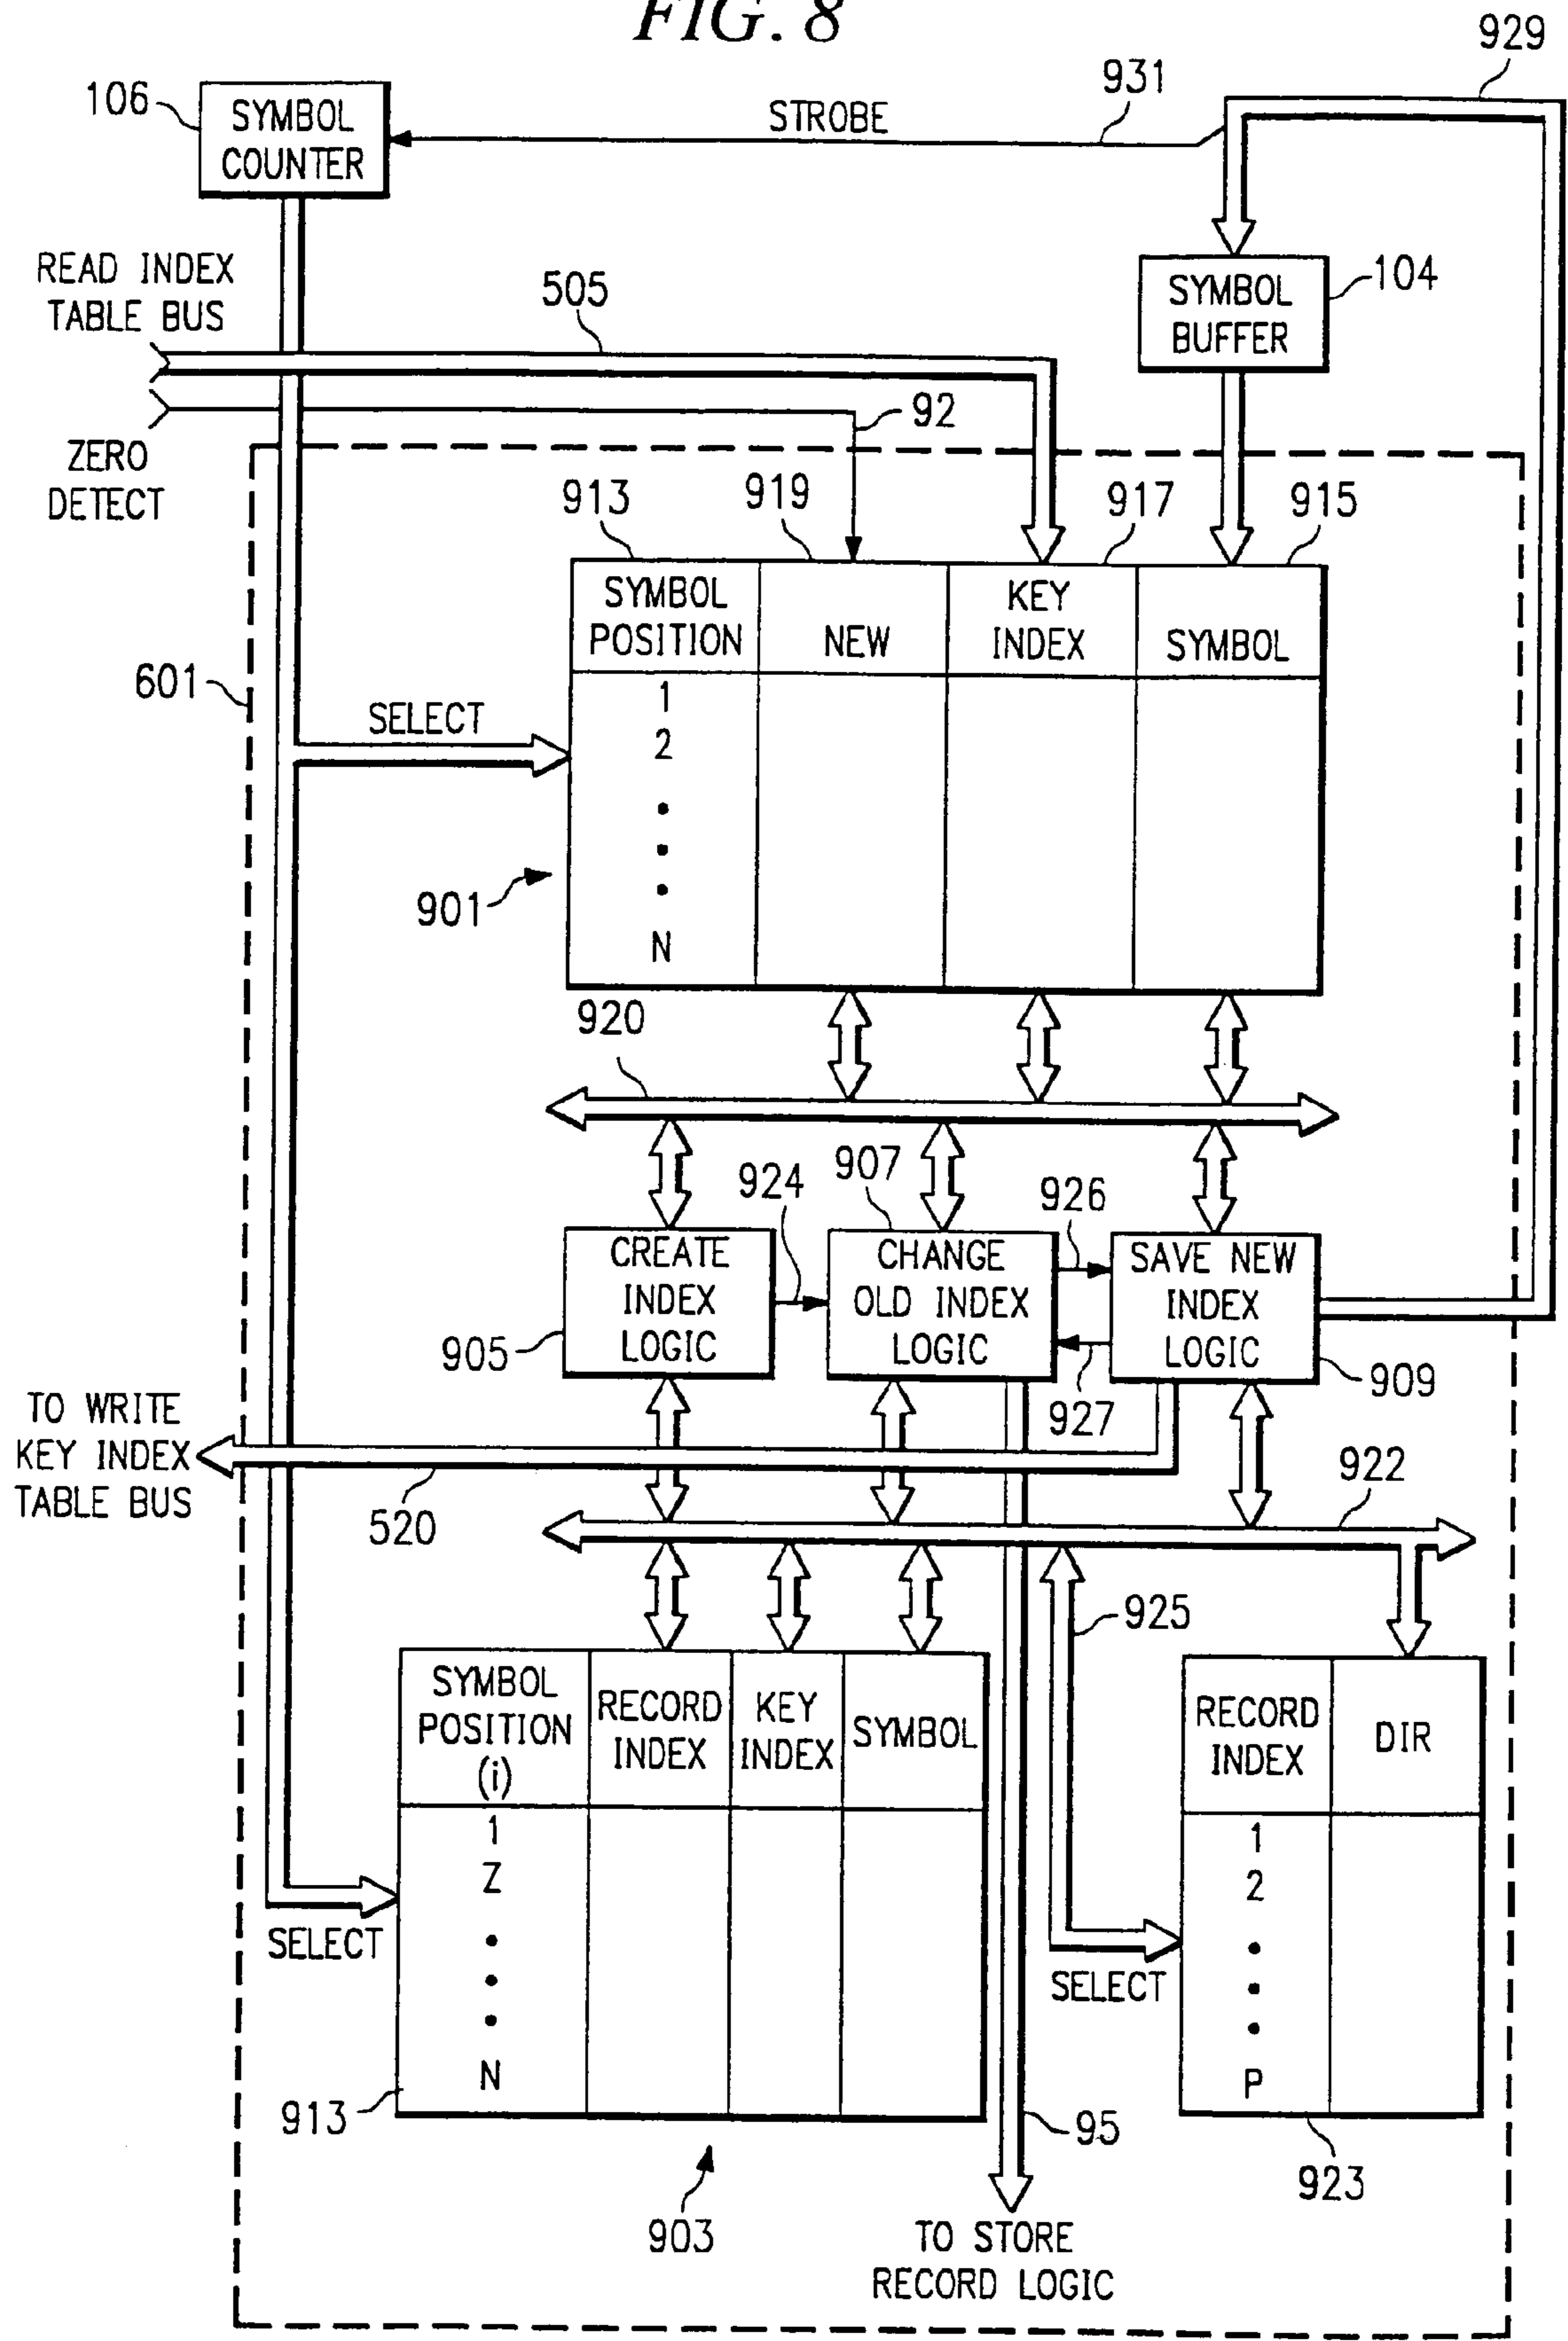 FIG. 8
929
931
106
SYMBOL
COUNTER
STROBE
READ INDEX
TABLE BUS
505
104
SYMBOL
BUFFER
92
ZERO
DETECT
913
919
917
915
SYMBOL
POSITION
NEW
KEY
INDEX
SYMBOL
601
1
2
SELECT
901
N
920
920
907
924
926
CREATE
INDEX
LOGIC
CHANGE
OLD INDEX
LOGIC
SAVE NEW
INDEX
LOGIC
905
909
927
TO WRITE
KEY INDEX
TABLE BUS
520
922
925
SYMBOL
POSITION
(i)
RECORD
INDEX
KEY
INDEX
SYMBOL
RECORD
INDEX
DIR
1
Z
N
1
2
P
SELECT
SELECT
913
95
923
903
TO STORE
RECORD LOGIC